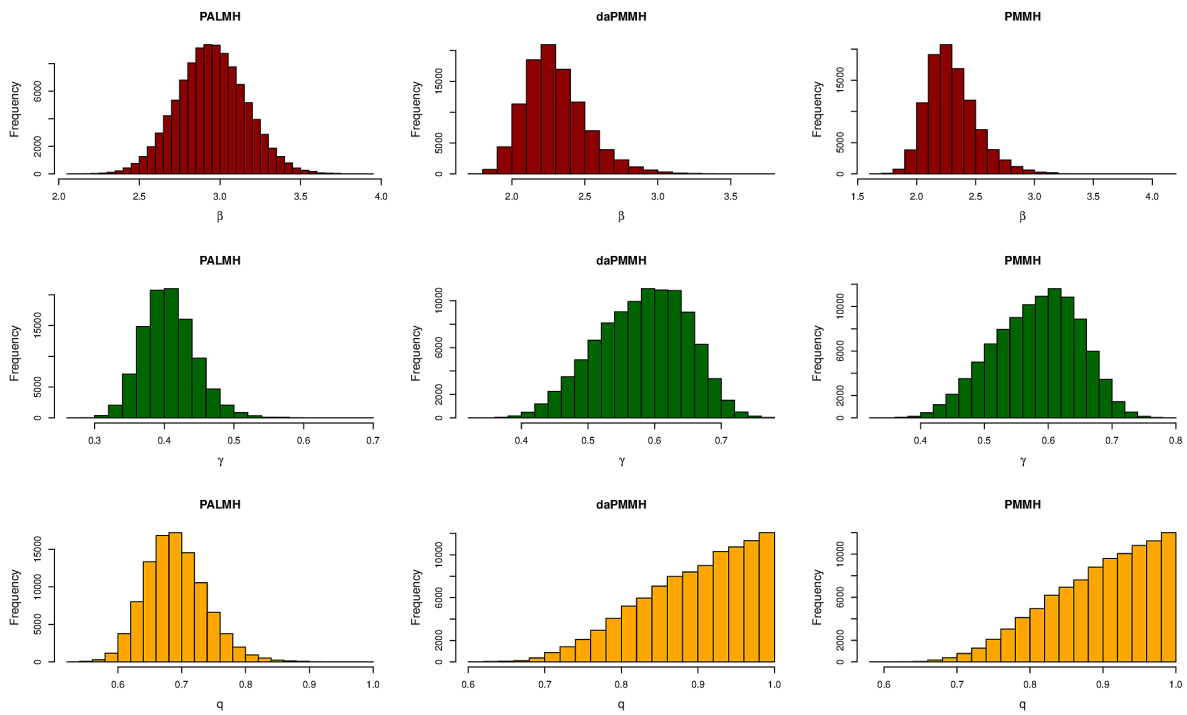 PALMH daPMMH PMMH
Frequency Frequency Frequency
2000 6000
5000 15000
5000 15000
2.0 2.5 3.0 3.5 4.0
2.0 2.5 3.0 3.5
1.5 2.0 2.5 3.0 3.5 4.0
β β β
PALMH daPMMH PMMH
Frequency Frequency Frequency
0 5000 15000
0 2000 6000 10000
0 2000 6000 10000
0.3 0.4 0.5 0.6 0.7
0.4 0.5 0.6 0.7
0.4 0.5 0.6 0.7 0.8
γ γ γ
PALMH daPMMH PMMH
Frequency Frequency Frequency
0 5000 10000 15000
0 2000 6000 10000
0 2000 6000 10000
0.6 0.7 0.8 0.9 1.0
0.6 0.7 0.8 0.9 1.0
0.6 0.7 0.8 0.9 1.0
q q q